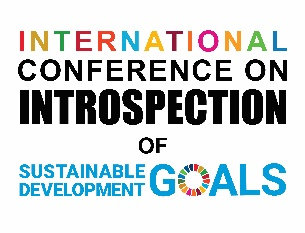 INTERNATIONAL
CONFERENCE ON
INTROSPECTION
OF
SUSTAINABLE
DEVELOPMENT GOALS